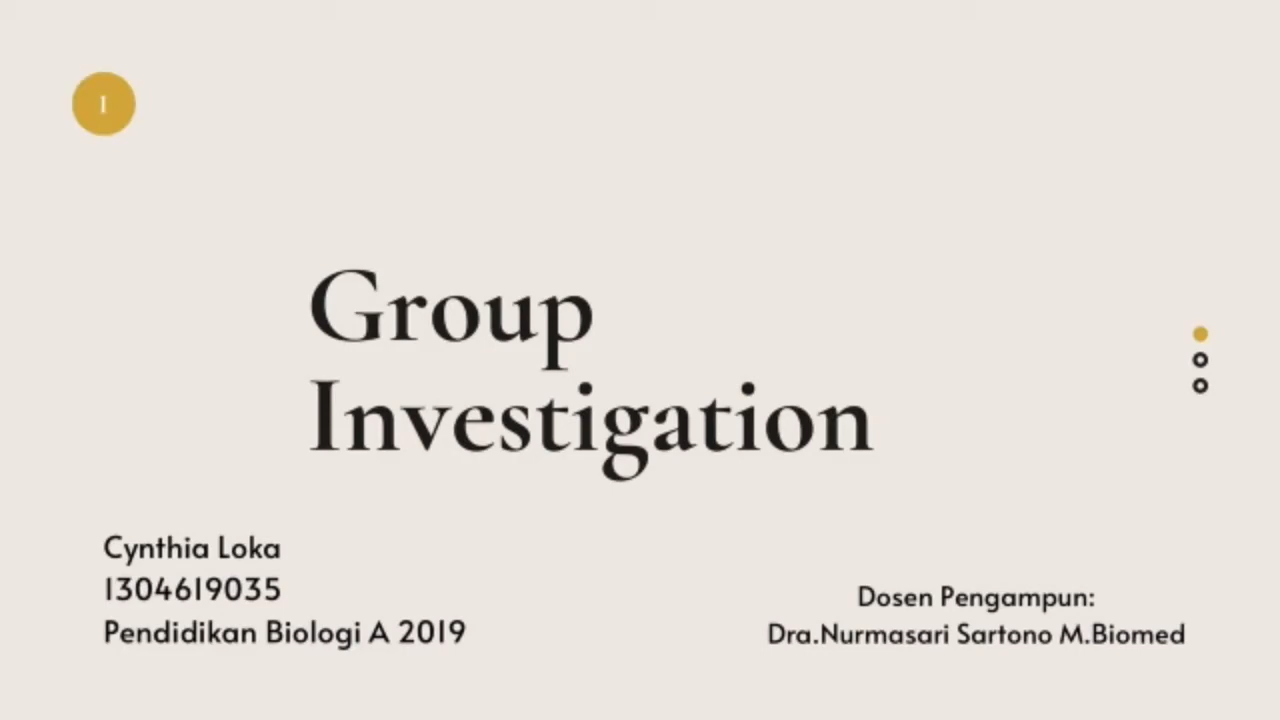 1
Group
Investigation
Cynthia Loka
1304619035
Pendidikan Biologi A 2019
Dosen Pengampun:
Dra.Nurmasari Sartono M.Biomed